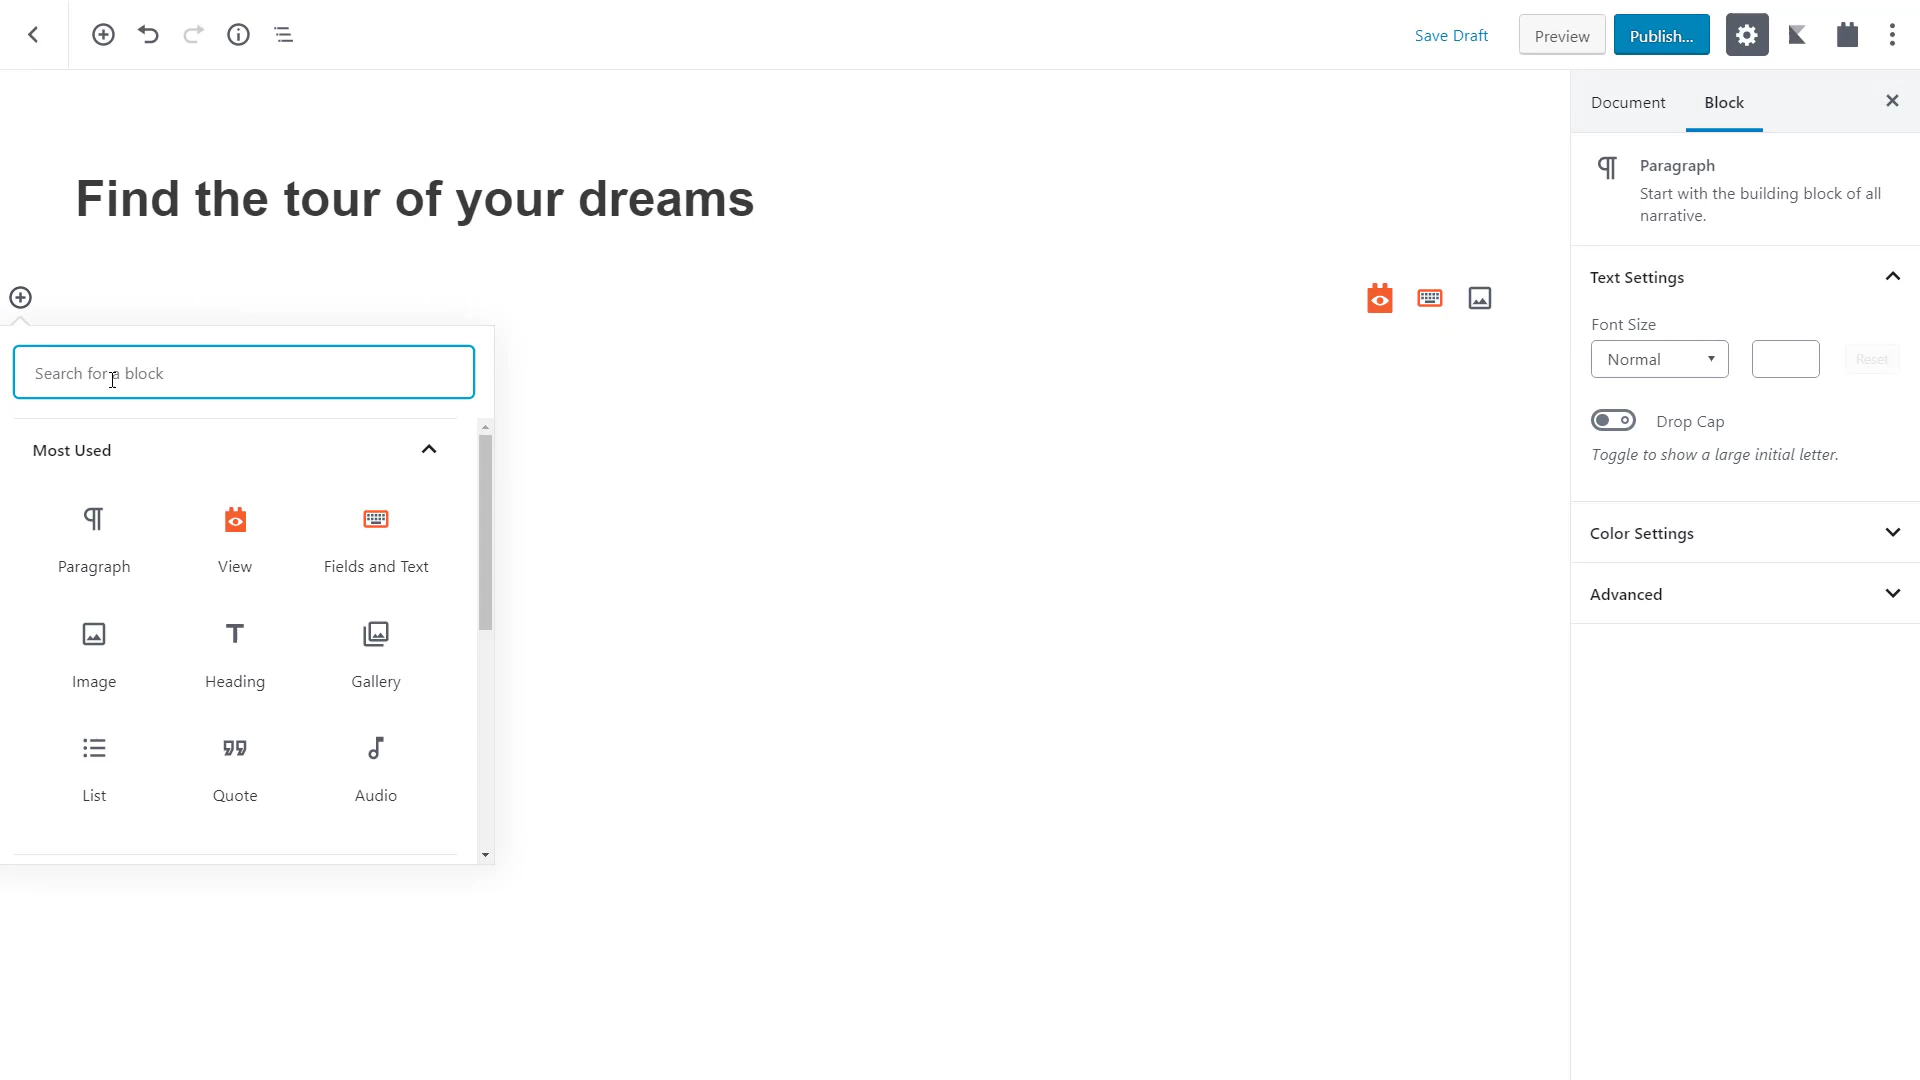 Save Draft
Preview
Publish...
Document
Block
Paragraph
Start with the building block of all
narrative.
Find the tour of your dreams
Text Settings
Font Size
Normal
Reset
Drop Cap
Toggle to show a large initial letter.
Color Settings
Advanced
Search for a block
Most Used
Paragraph
View
Fields and Text
Image
Heading
Gallery
List
Quote
Audio